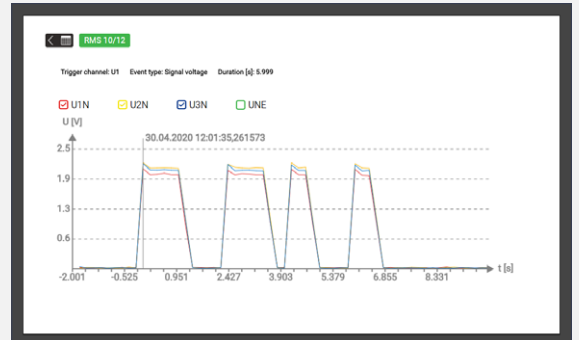 RMS 10/12
Trigger channel: U1 Event type: Signal voltage Duration [s]: 5.999
U1N U2N U3N UNE
U [V]
30.04.2020 12:01:35,261573
2.5
1.9
1.3
0.6
-2.001 -0.525 0.951 2.427 3.903 5.379 6.855 8.331 t [s]